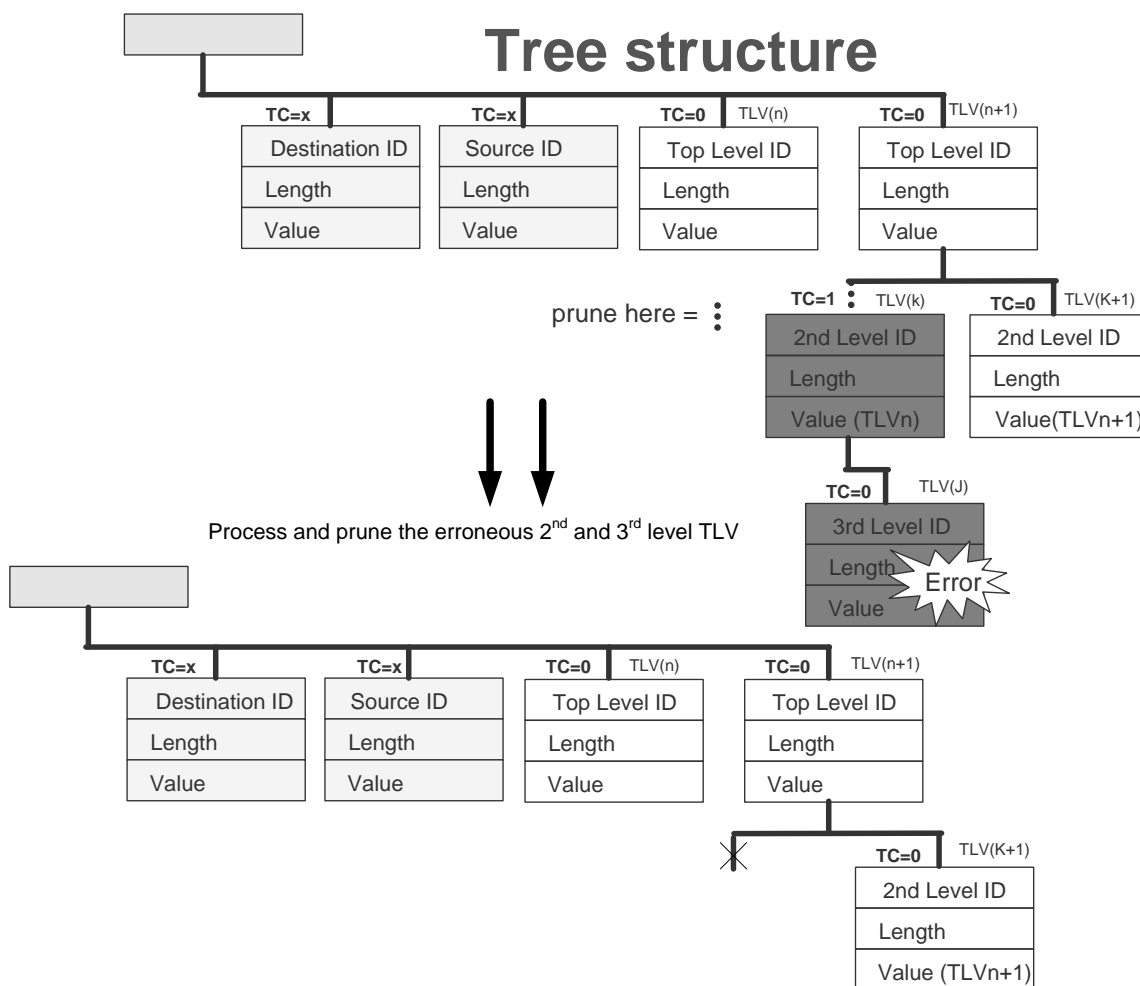 Tree structure
TC=x
TC=x
TC=0
TLV(n)
TC=0
TLV(n+1)
Destination ID
Length
Value
Source ID
Length
Value
Top Level ID
Length
Value
Top Level ID
Length
Value
prune here =
TC=1
TLV(k)
TC=0
TLV(K+1)
2nd Level ID
Length
Value (TLVn)
2nd Level ID
Length
Value(TLVn+1)
TC=0
TLV(J)
3rd Level ID
Length
Value
Error
Process and prune the erroneous 2nd and 3rd level TLV
TC=x
TC=x
TC=0
TLV(n)
TC=0
TLV(n+1)
Destination ID
Length
Value
Source ID
Length
Value
Top Level ID
Length
Value
Top Level ID
Length
Value
TC=0
TLV(K+1)
2nd Level ID
Length
Value (TLVn+1)